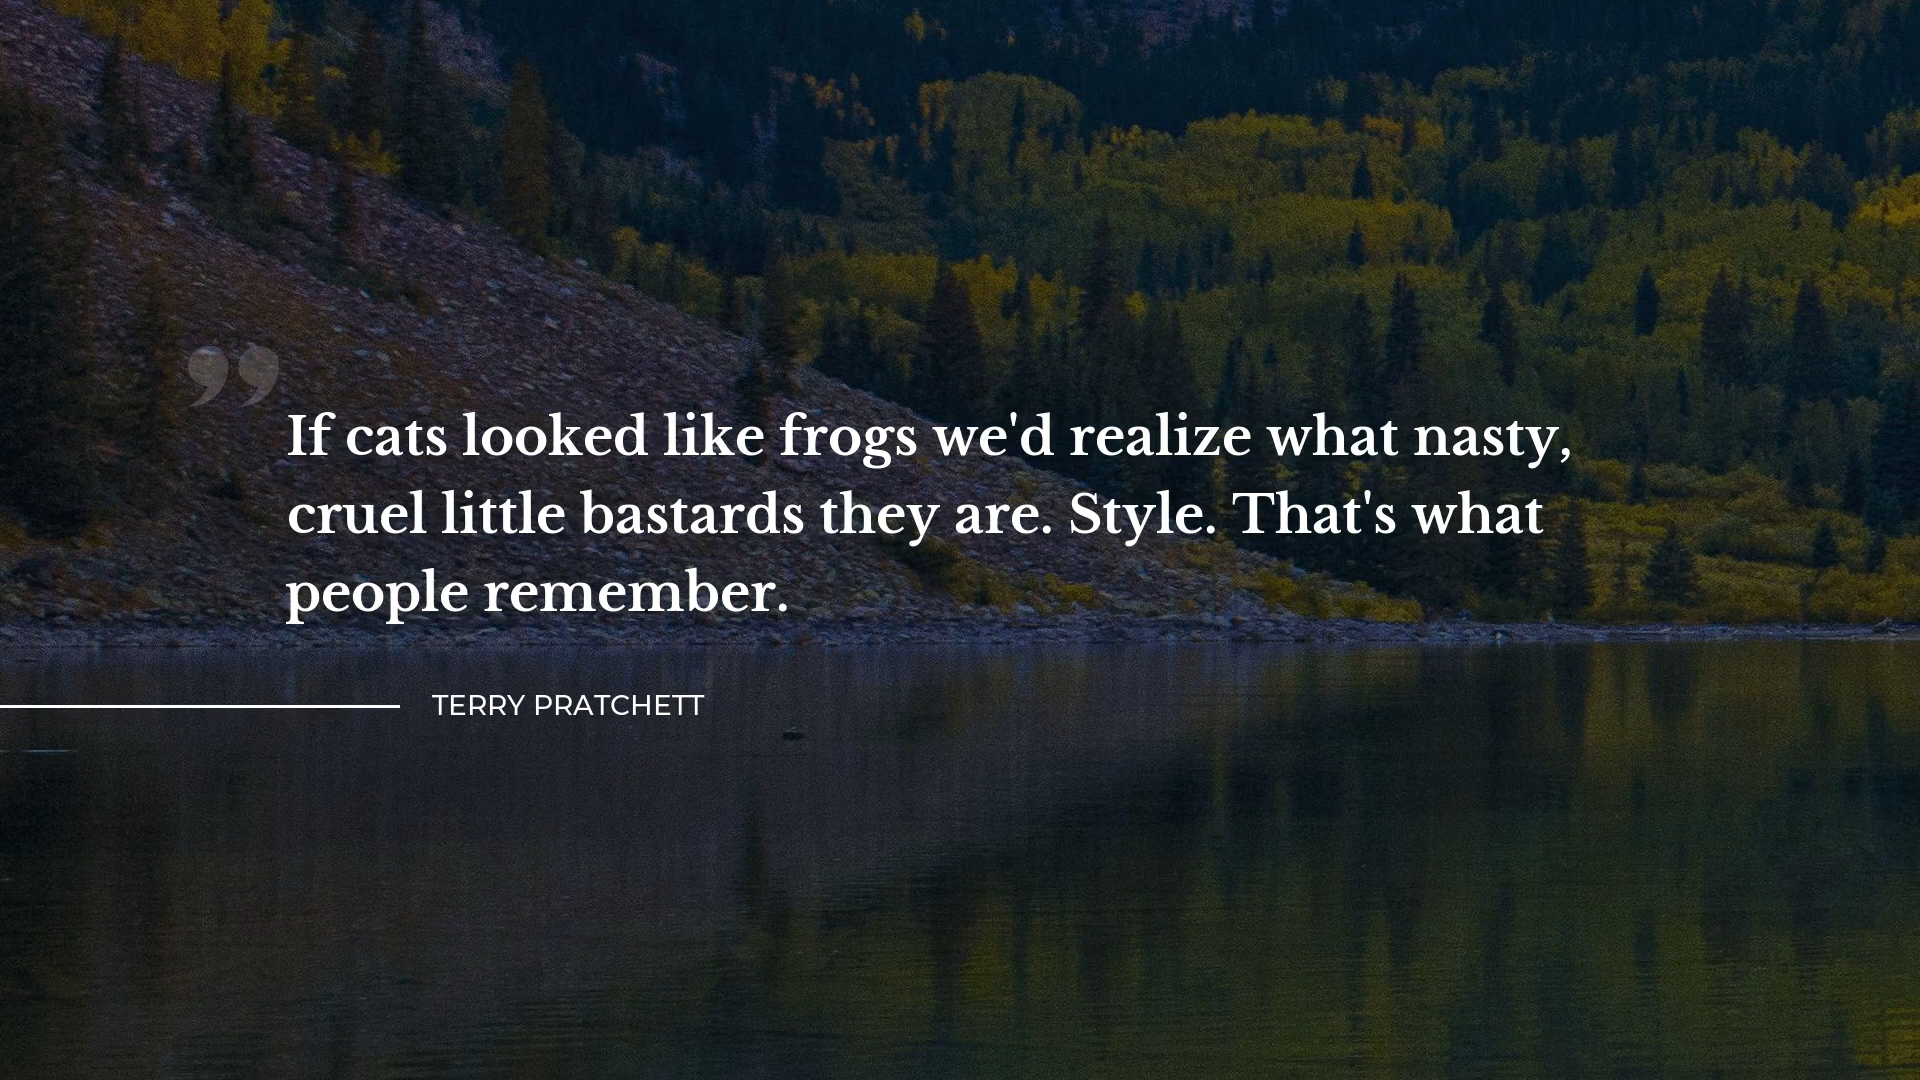 If cats looked like frogs we'd realize what nasty,
cruel little bastards they are. Style. That's what
people remember.
TERRY PRATCHETT